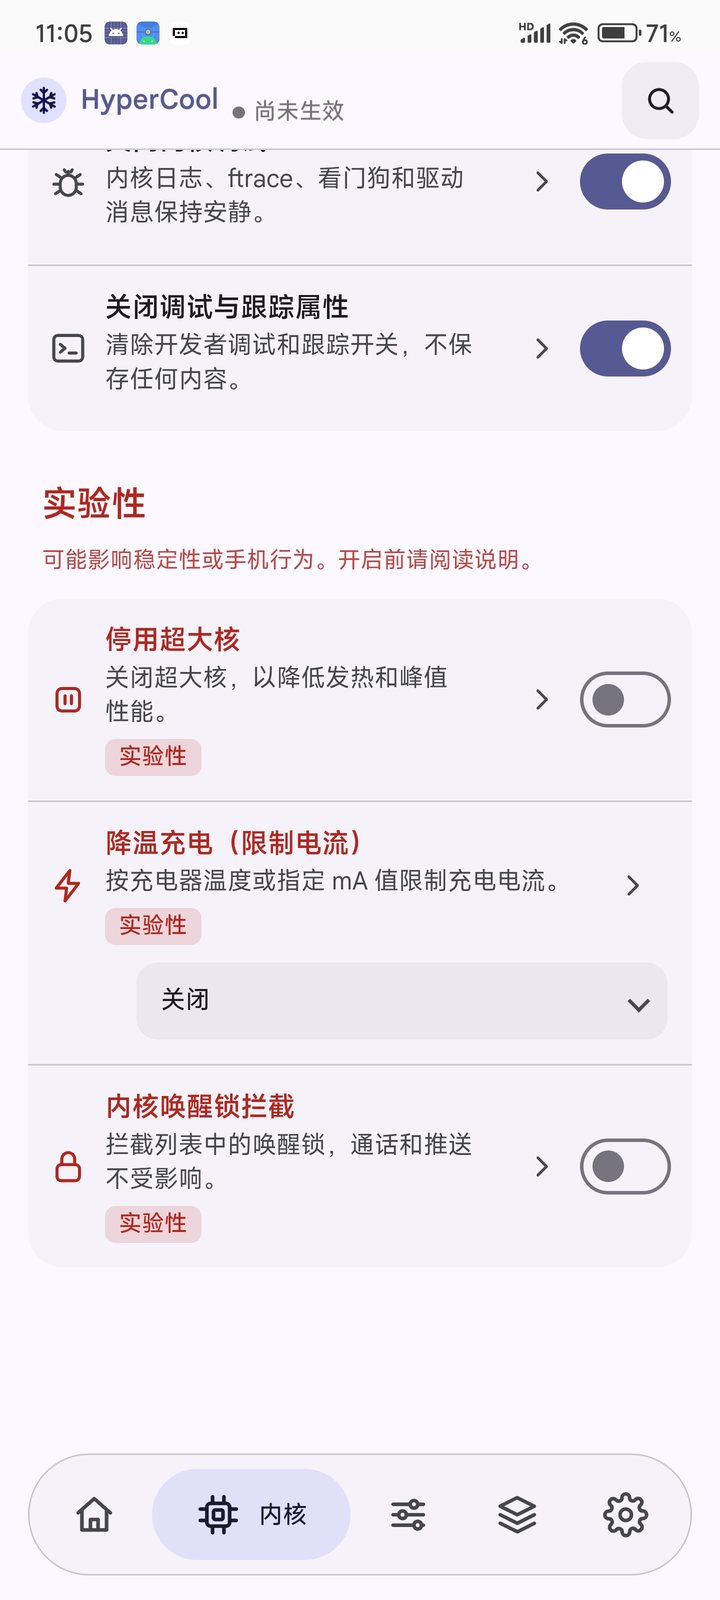 11:05
HD
6
71%
HyperCool
尚未生效
内核日志、ftrace、看门狗和驱动
消息保持安静。
关闭调试与跟踪属性
清除开发者调试和跟踪开关，不保
存任何内容。
实验性
可能影响稳定性或手机行为。开启前请阅读说明。
停用超大核
关闭超大核，以降低发热和峰值
性能。
实验性
降温充电（限制电流）
按充电器温度或指定 mA 值限制充电电流。
实验性
关闭
内核唤醒锁拦截
拦截列表中的唤醒锁，通话和推送
不受影响。
实验性
内核